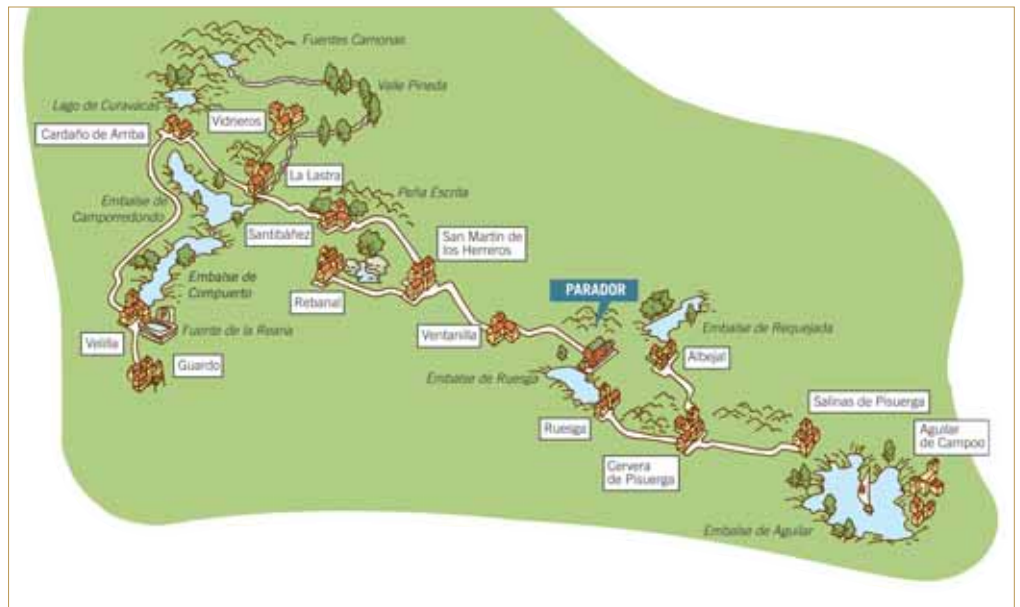 Fuentes Carrionas
Valle Pineda
Lago de Curavacas
Vidrieros
Cardaño de Arriba
La Lastra
Peña Escrita
Embalse de
Camporredondo
Santibáñez
San Martín de
los Herreros
Embalse de
Compuerto
Rebanal
PARADOR
Fuente de la Reana
Ventanilla
Embalse de Requejada
Velilla
Albejal
Guardo
Embalse de Ruesga
Salinas de Pisuerga
Ruesga
Aguilar
de Campoo
Cervera
de Pisuerga
Embalse de Aguilar